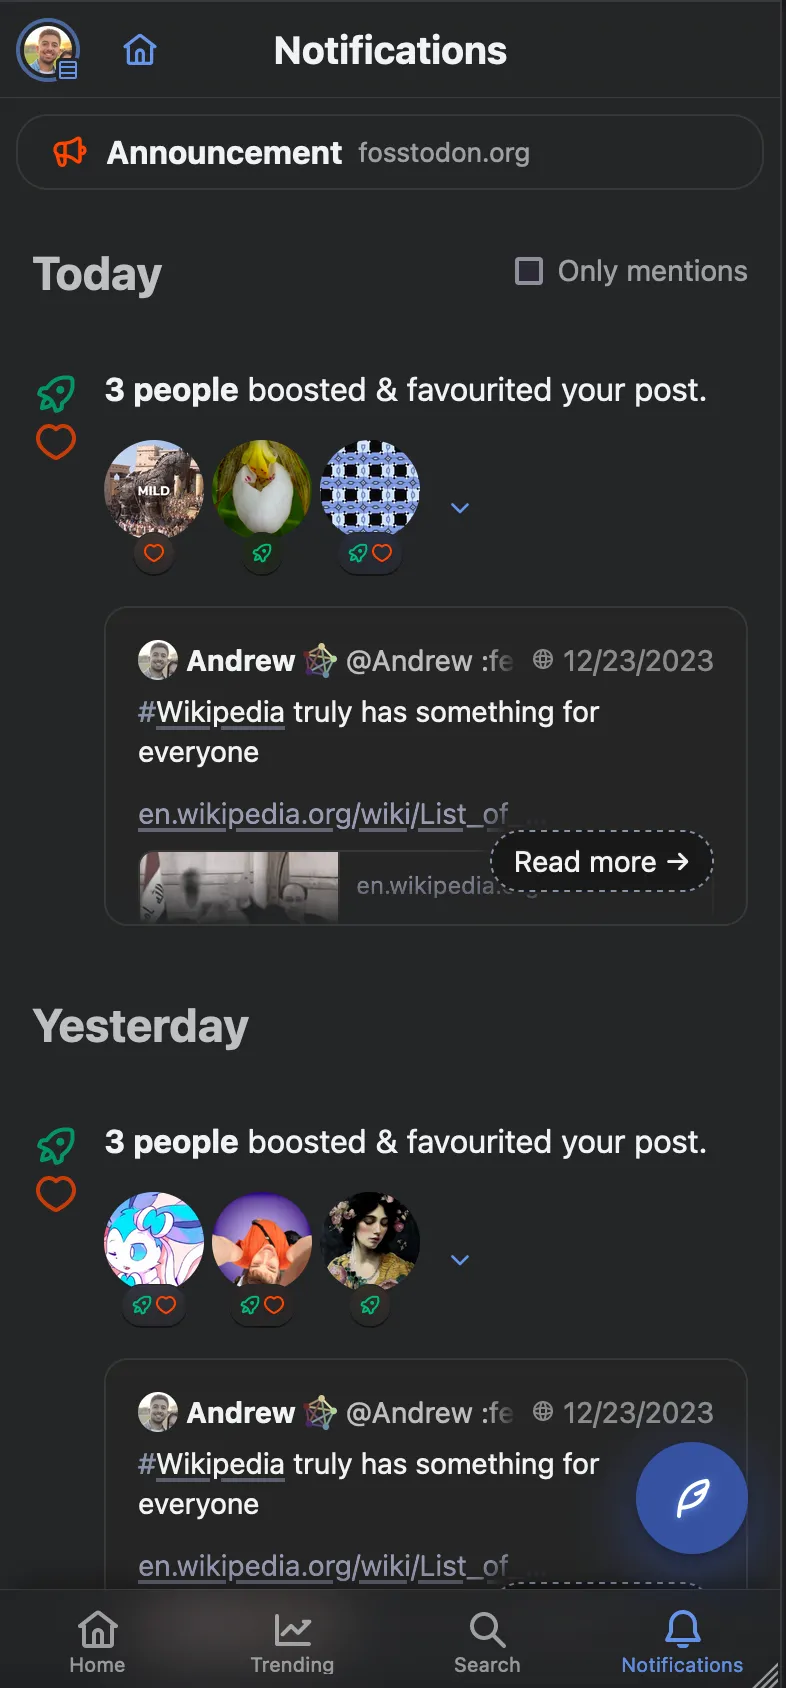 Notifications
Announcement fosstodon.org
Today
Only mentions
3 people boosted & favourited your post.
MILD
Andrew @Andrew :fe 12/23/2023
#Wikipedia truly has something for
everyone
en.wikipedia.org/wiki/List_of_...
Read more →
en.wikipedia.org
Yesterday
3 people boosted & favourited your post.
Andrew @Andrew :fe 12/23/2023
#Wikipedia truly has something for
everyone
en.wikipedia.org/wiki/List_of_...
Home
Trending
Search
Notifications